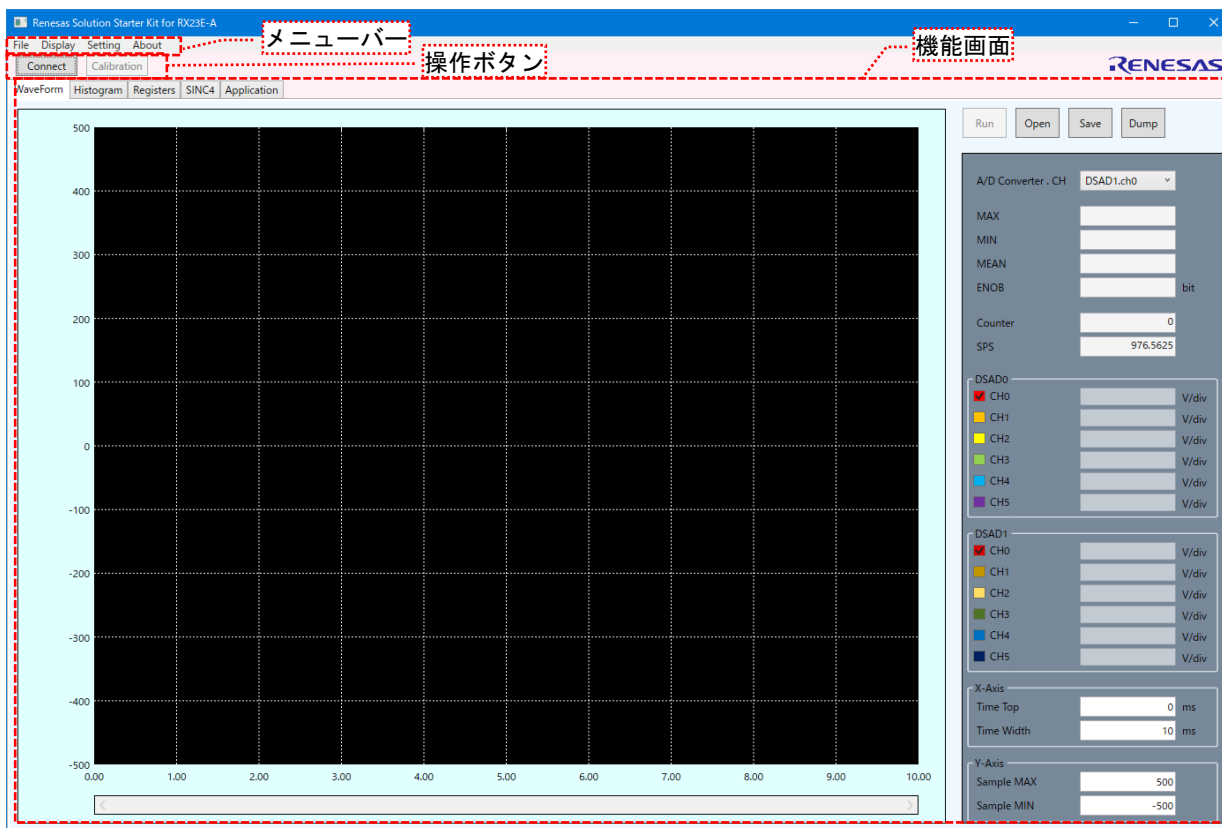 Renesas Solution Starter Kit for RX23E-A
メニューバー
機能画面
File Display Setting About
操作ボタン
Connect Calibration
RENESAS
WaveForm Histogram Registers SINC4 Application
Run Open Save Dump
500
400
300
200
100
0
-100
-200
-300
-400
-500
0.00 1.00 2.00 3.00 4.00 5.00 6.00 7.00 8.00 9.00 10.00
A/D Converter . CH DSAD1.ch0
MAX
MIN
MEAN
ENOB bit
Counter 0
SPS 976.5625
DSAD0
CH0 V/div
CH1 V/div
CH2 V/div
CH3 V/div
CH4 V/div
CH5 V/div
DSAD1
CH0 V/div
CH1 V/div
CH2 V/div
CH3 V/div
CH4 V/div
CH5 V/div
X-Axis
Time Top 0 ms
Time Width 10 ms
Y-Axis
Sample MAX 500
Sample MIN -500